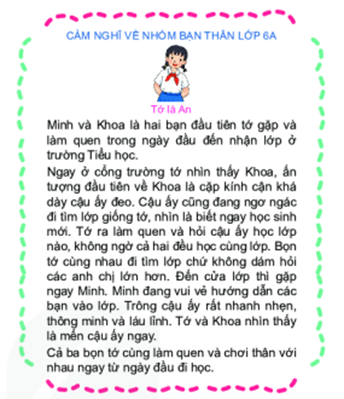 CẢM NGHĨ VỀ NHÓM BẠN THÂN LỚP 6A
Tớ là An
Minh và Khoa là hai bạn đầu tiên tớ gặp và
làm quen trong ngày đầu đến nhận lớp ở
trường Tiểu học.
Ngay ở cổng trường tớ nhìn thấy Khoa, ấn
tượng đầu tiên về Khoa là cặp kính cận khá
dày cậu ấy đeo. Cậu ấy cũng đang ngơ ngác
đi tìm lớp giống tớ, nhìn là biết ngay học sinh
mới. Tớ ra làm quen và hỏi cậu ấy học lớp
nào, không ngờ cả hai đều học cùng lớp. Bọn
tớ cùng nhau đi tìm lớp chứ không dám hỏi
các anh chị lớn hơn. Đến cửa lớp thì gặp
ngay Minh. Minh đang vui vẻ hướng dẫn các
bạn vào lớp. Trông cậu ấy rất nhanh nhẹn,
thông minh và láu lỉnh. Tớ và Khoa nhìn thấy
là mến cậu ấy ngay.
Cả ba bọn tớ cùng làm quen và chơi thân với
nhau ngay từ ngày đầu đi học.